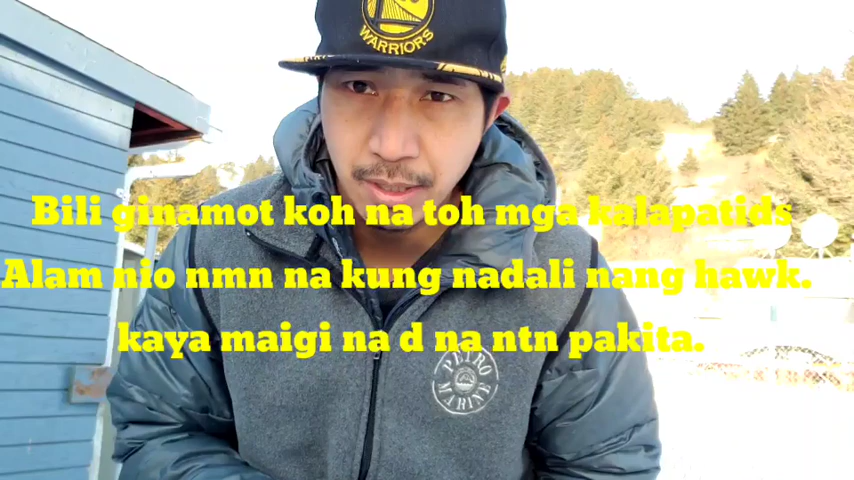 WARRIORS
Bili ginamot koh na toh mga kalapatids
Alam nio nmn na kung nadali nang hawk.
kaya maigi na d na ntn pakita.
PETRO
MARINE